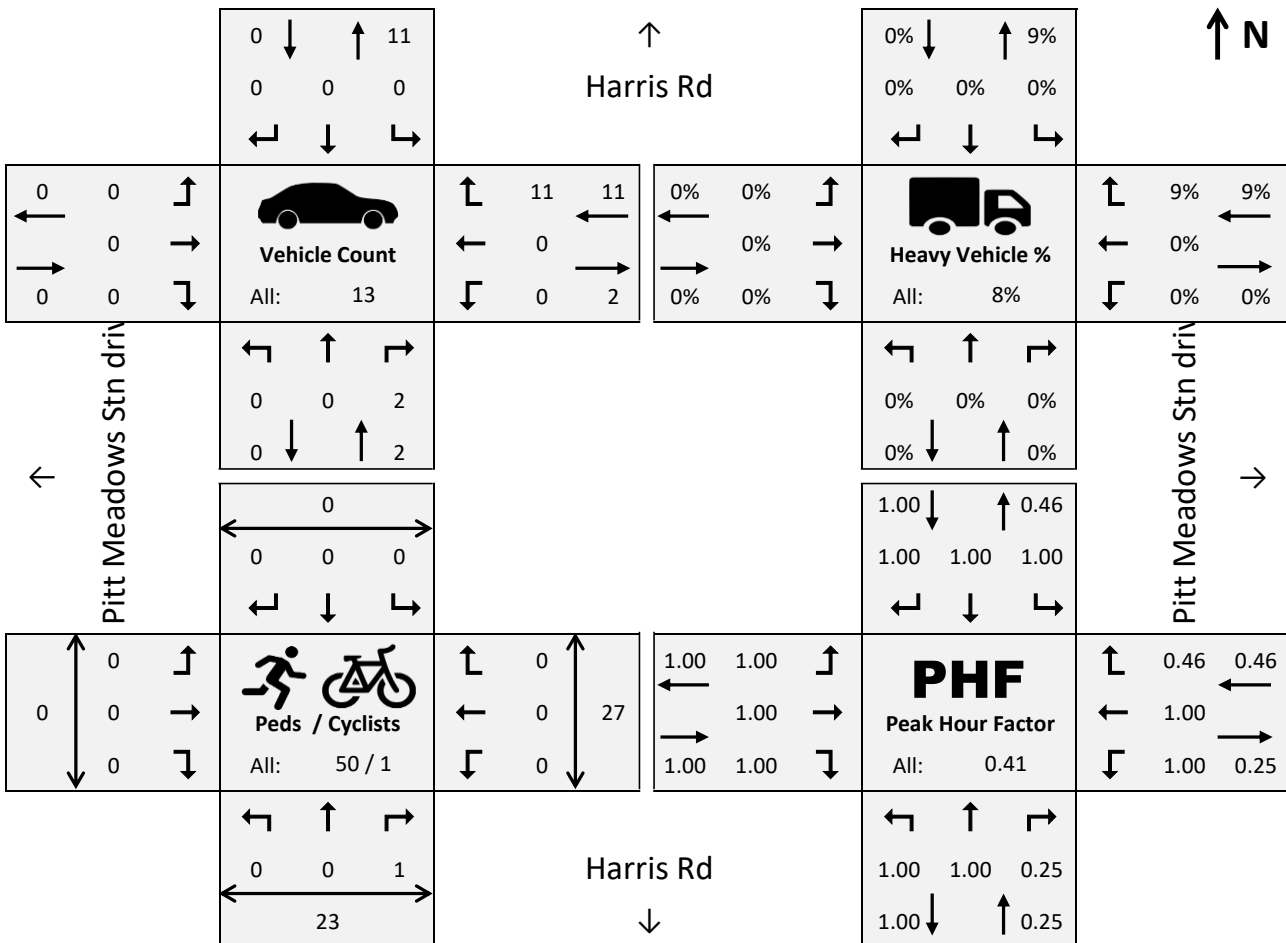 0 11
0% 9%
N
Harris Rd
0 0 0
0% 0% 0%
0 0 11 11
0% 0% 9% 9%
0 Vehicle Count 0
0% Heavy Vehicle % 0%
0 0 All: 13 0 2
0% 0% All: 8% 0% 0%
Pitt Meadows Stn driv
Pitt Meadows Stn driv
0 0 2
0% 0% 0%
0 2
0% 0%
0
1.00 0.46
0 0 0
1.00 1.00 1.00
0 0
1.00 1.00 PHF 0.46 0.46
0 0 Peds / Cyclists 0 27
1.00 Peak Hour Factor 1.00
0 All: 50 / 1 0
1.00 1.00 All: 0.41 1.00 0.25
0 0 1
Harris Rd
1.00 1.00 0.25
23
1.00 0.25